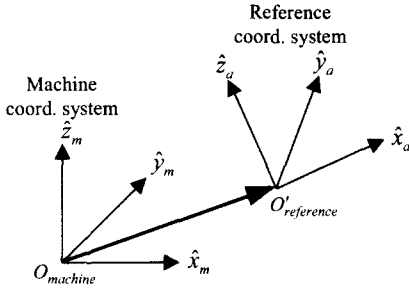 Reference
coord. system
Machine
coord. system
ẑₐ
ŷₐ
ẑₘ
ŷₘ
x̂ₐ
O′reference
Omachine
x̂ₘ